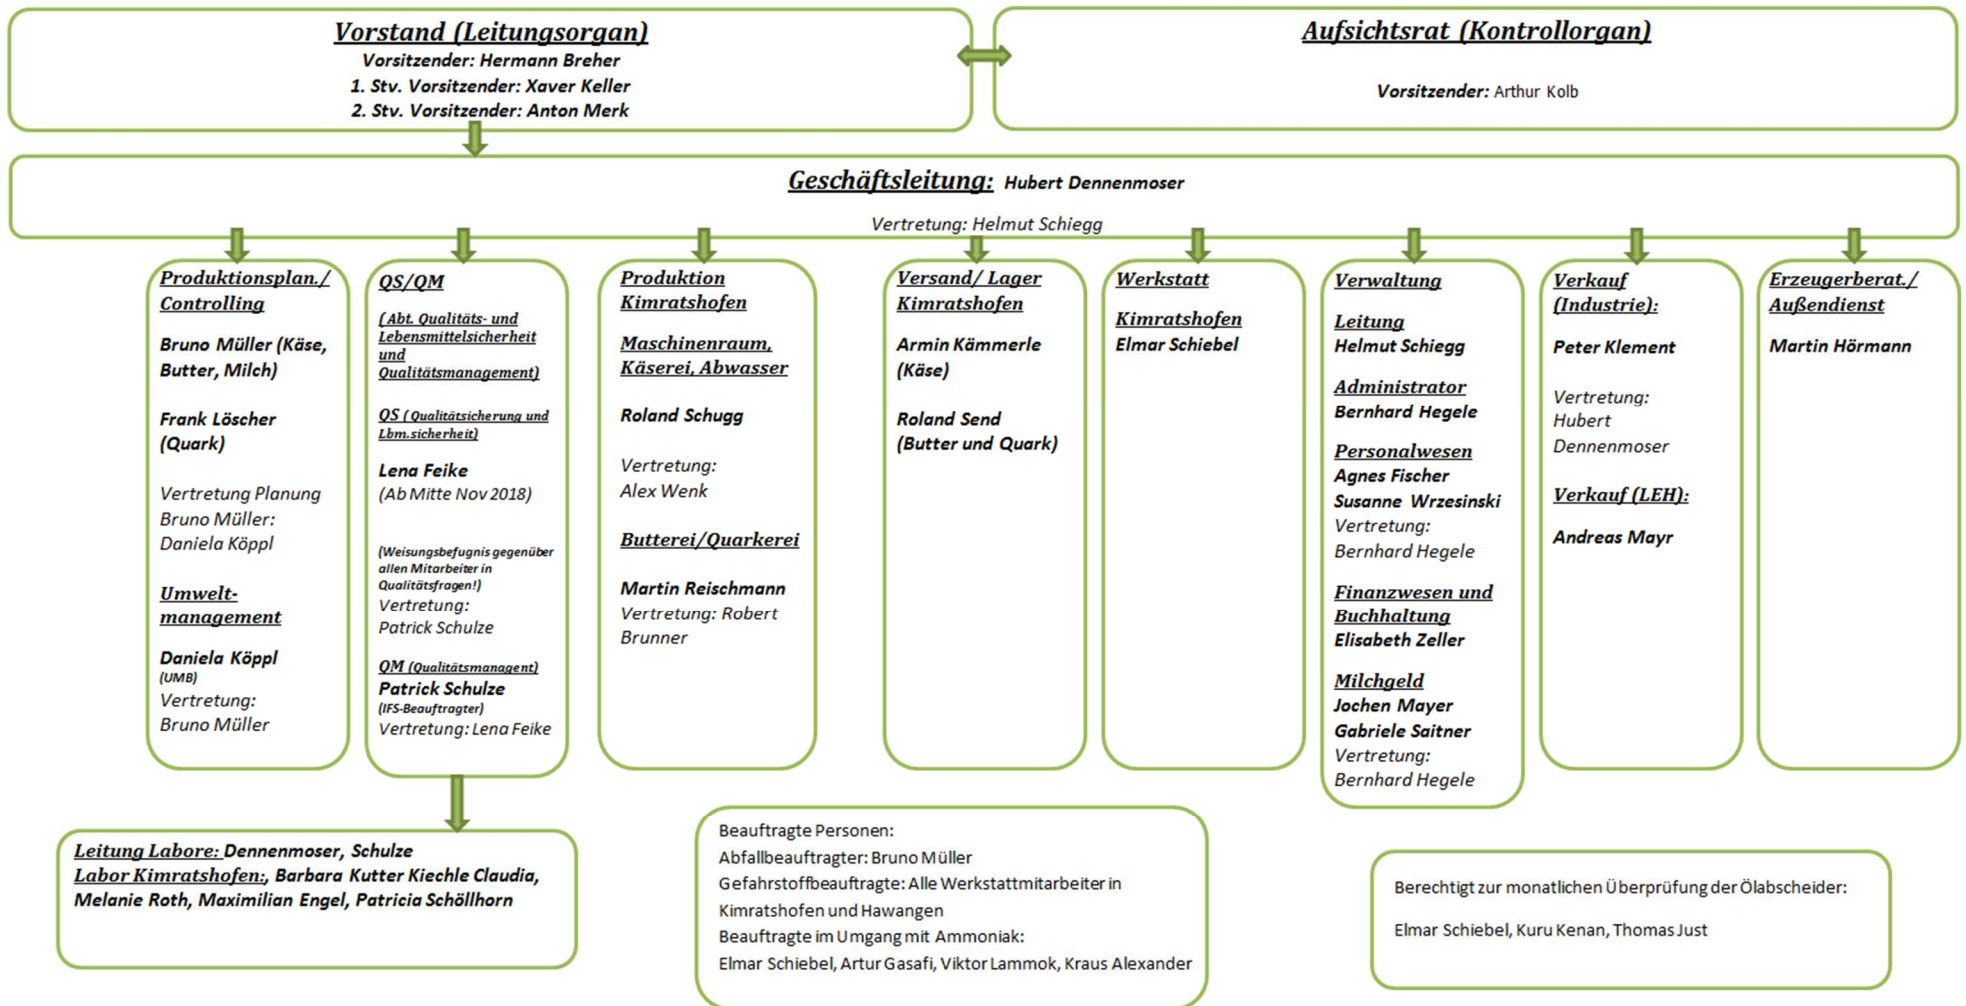 Vorstand (Leitungsorgan)
Vorsitzender: Hermann Breher
1. Stv. Vorsitzender: Xaver Keller
2. Stv. Vorsitzender: Anton Merk
Aufsichtsrat (Kontrollorgan)
Vorsitzender: Arthur Kolb
Geschäftsleitung: Hubert Dennenmoser
Vertretung: Helmut Schiegg
Produktionsplan./
Controlling
Bruno Müller (Käse,
Butter, Milch)
Frank Löscher
(Quark)
Vertretung Planung
Bruno Müller:
Daniela Köppl
Umwelt-
management
Daniela Köppl
(UMB)
Vertretung:
Bruno Müller
QS/QM
( Abt. Qualitäts- und
Lebensmittelsicherheit
und
Qualitätsmanagement)
QS ( Qualitätsicherung und
Lbm.sicherheit)
Lena Feike
(Ab Mitte Nov 2018)
(Weisungsbefugnis gegenüber
allen Mitarbeiter in
Qualitätsfragen!)
Vertretung:
Patrick Schulze
QM (Qualitätsmanagent)
Patrick Schulze
(IFS-Beauftragter)
Vertretung: Lena Feike
Produktion
Kimratshofen
Maschinenraum,
Käserei, Abwasser
Roland Schugg
Vertretung:
Alex Wenk
Butterei/Quarkerei
Martin Reischmann
Vertretung: Robert
Brunner
Versand/ Lager
Kimratshofen
Armin Kämmerle
(Käse)
Roland Send
(Butter und Quark)
Werkstatt
Kimratshofen
Elmar Schiebel
Verwaltung
Leitung
Helmut Schiegg
Administrator
Bernhard Hegele
Personalwesen
Agnes Fischer
Susanne Wrzesinski
Vertretung:
Bernhard Hegele
Finanzwesen und
Buchhaltung
Elisabeth Zeller
Milchgeld
Jochen Mayer
Gabriele Saitner
Vertretung:
Bernhard Hegele
Verkauf
(Industrie):
Peter Klement
Vertretung:
Hubert
Dennenmoser
Verkauf (LEH):
Andreas Mayr
Erzeugerberat./
Außendienst
Martin Hörmann
Leitung Labore: Dennenmoser, Schulze
Labor Kimratshofen:, Barbara Kutter Kiechle Claudia,
Melanie Roth, Maximilian Engel, Patricia Schöllhorn
Beauftragte Personen:
Abfallbeauftragter: Bruno Müller
Gefahrstoffbeauftragte: Alle Werkstattmitarbeiter in
Kimratshofen und Hawangen
Beauftragte im Umgang mit Ammoniak:
Elmar Schiebel, Artur Gasafi, Viktor Lammok, Kraus Alexander
Berechtigt zur monatlichen Überprüfung der Ölabscheider:
Elmar Schiebel, Kuru Kenan, Thomas Just